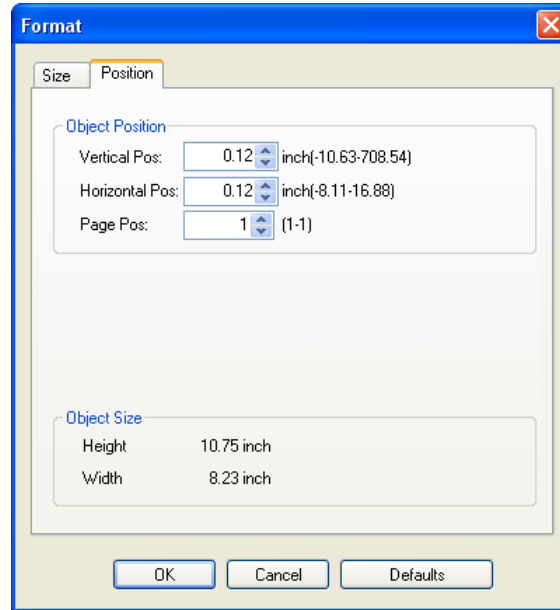 Format
Size Position
Object Position
Vertical Pos: 0.12 inch(-10.63-708.54)
Horizontal Pos: 0.12 inch(-8.11-16.88)
Page Pos: 1 (1-1)
Object Size
Height 10.75 inch
Width 8.23 inch
OK Cancel Defaults